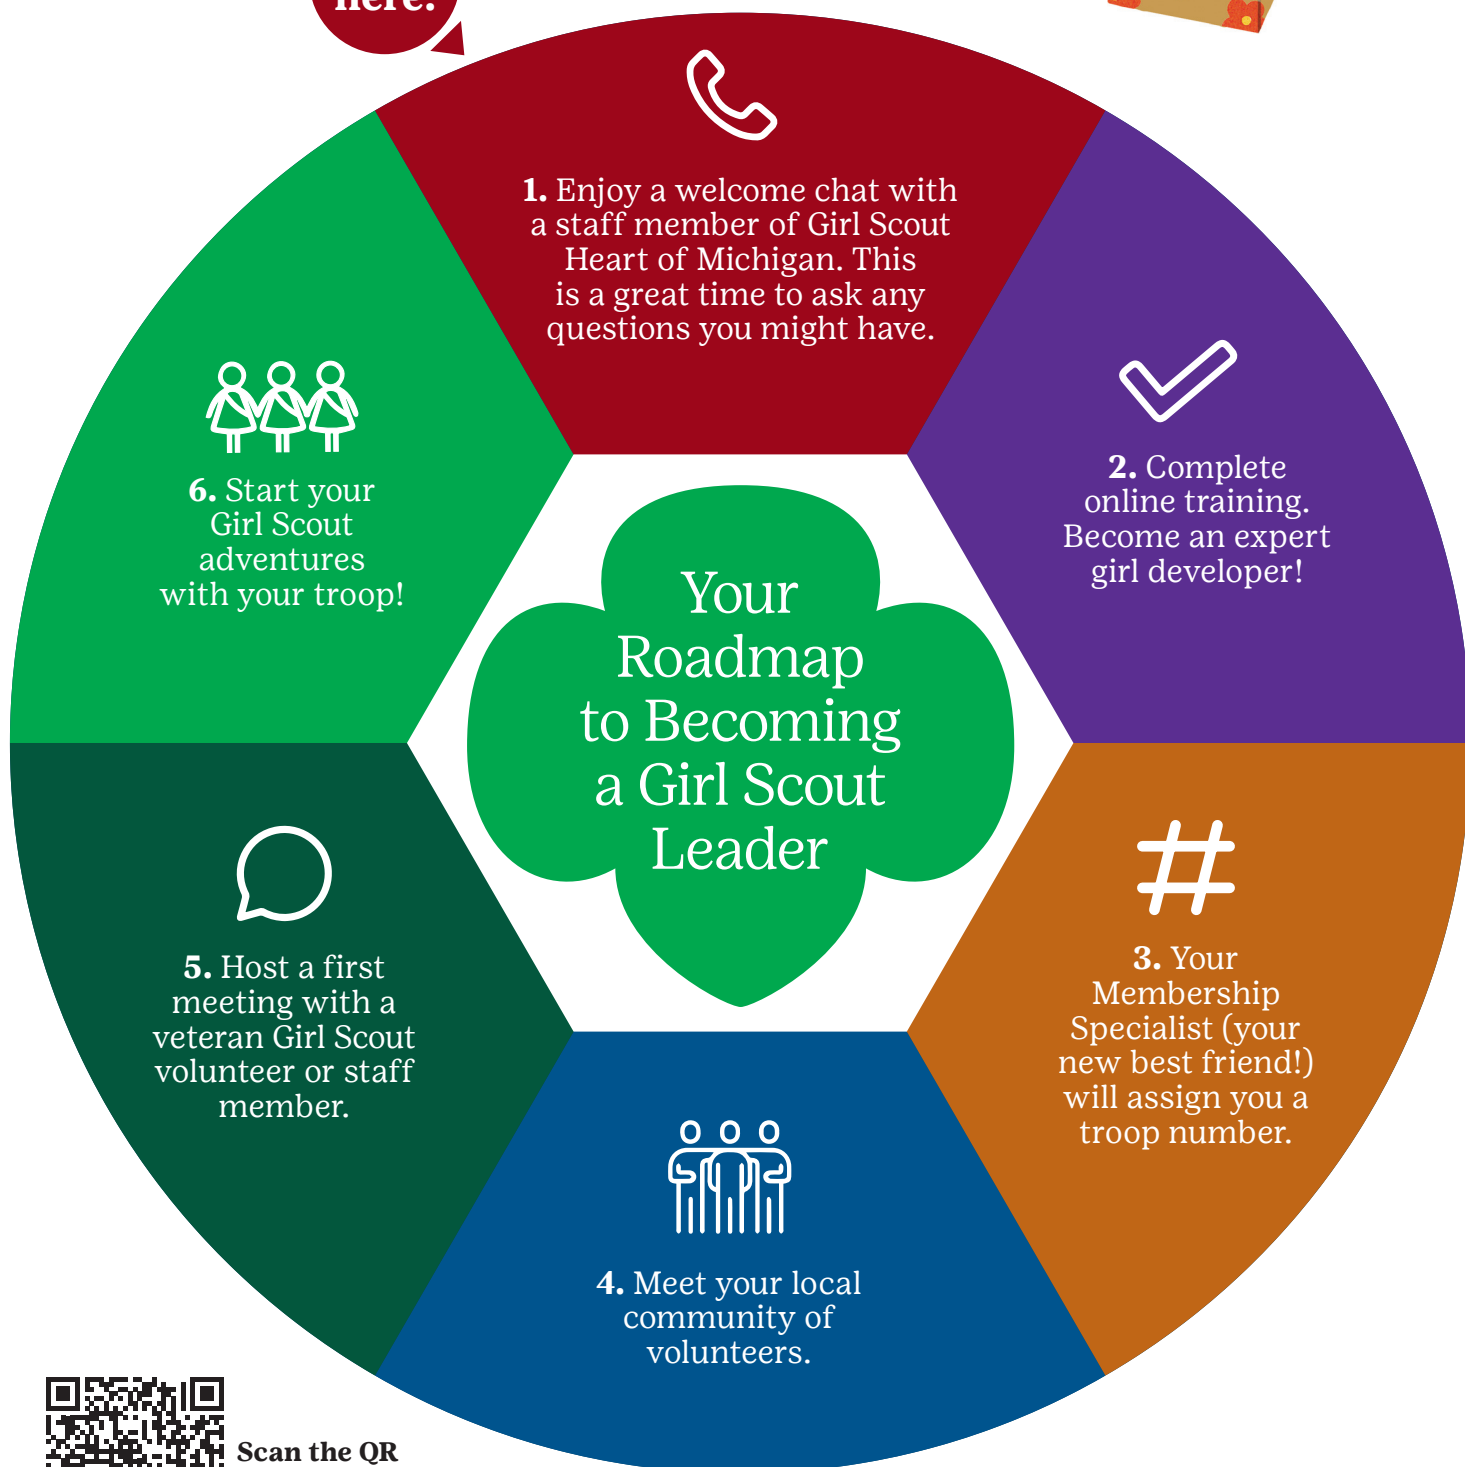 here.
1. Enjoy a welcome chat with
a staff member of Girl Scout
Heart of Michigan. This
is a great time to ask any
questions you might have.
2. Complete
online training.
Become an expert
girl developer!
3. Your
Membership
Specialist (your
new best friend!)
will assign you a
troop number.
4. Meet your local
community of
volunteers.
5. Host a first
meeting with a
veteran Girl Scout
volunteer or staff
member.
6. Start your
Girl Scout
adventures
with your troop!
Your
Roadmap
to Becoming
a Girl Scout
Leader
Scan the QR